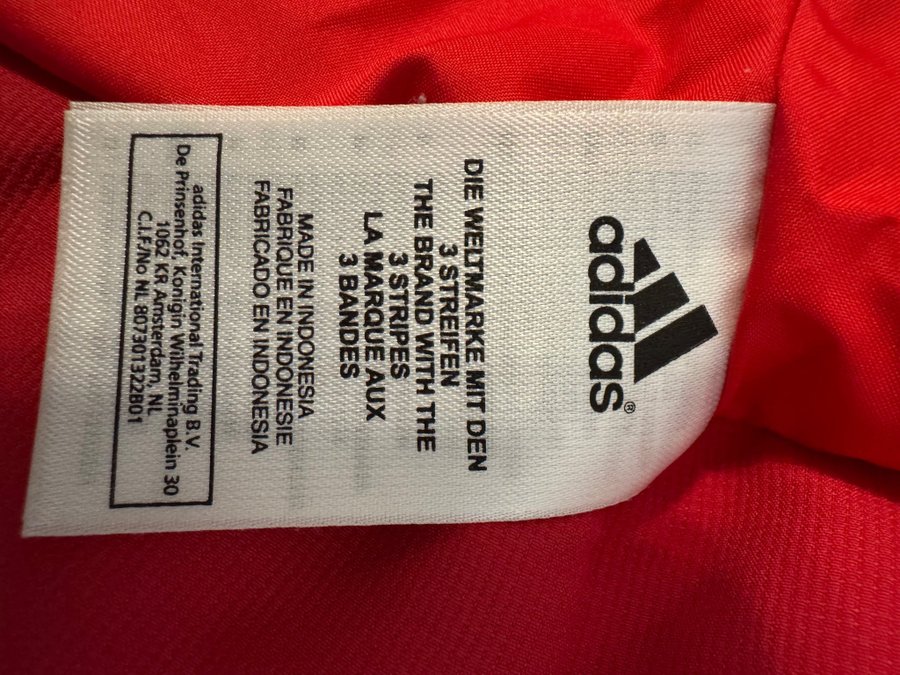 adidas®
DIE WELTMARKE MIT DEN
3 STREIFEN
THE BRAND WITH THE
3 STRIPES
LA MARQUE AUX
3 BANDES
MADE IN INDONESIA
FABRIQUE EN INDONESIE
FABRICADO EN INDONESIA
adidas International Trading B.V.
De Prinsenhof, Konigin Wilhelminaplein 30
1062 KR Amsterdam, NL
C.I.F./No NL 807301323B01